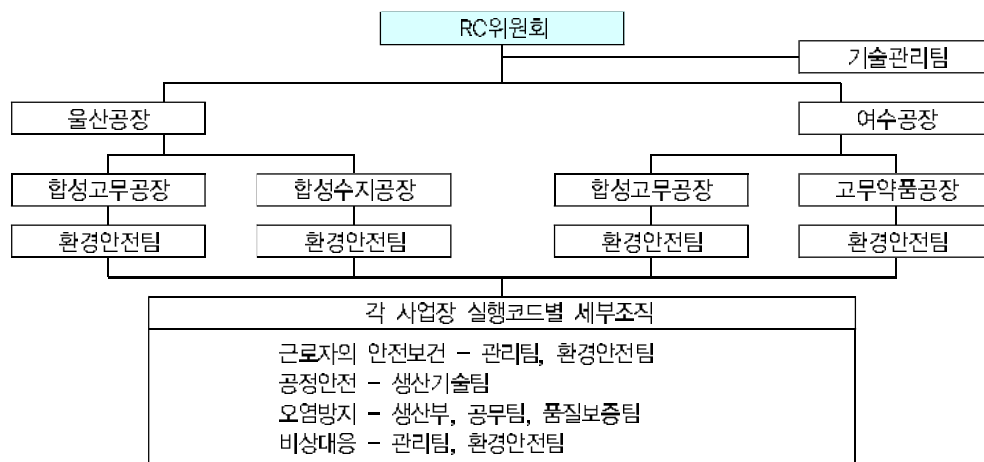 RC위원회
기술관리팀
울산공장 여수공장
합성고무공장 합성수지공장 합성고무공장 고무약품공장
환경안전팀 환경안전팀 환경안전팀 환경안전팀
각 사업장 실행코드별 세부조직
근로자의 안전보건 - 관리팀, 환경안전팀
공정안전 - 생산기술팀
오염방지 - 생산부, 공무팀, 품질보증팀
비상대응 - 관리팀, 환경안전팀